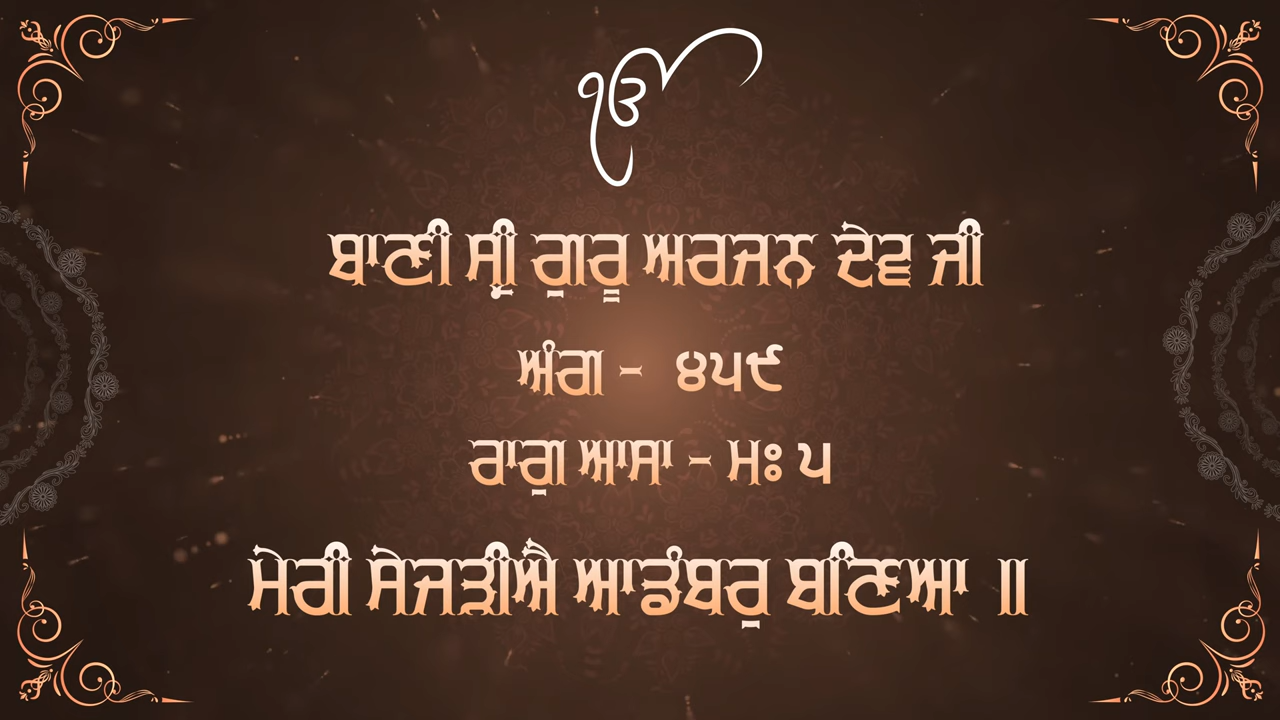 ੴ
ਬਾਣੀ ਸ੍ਰੀ ਗੁਰੂ ਅਰਜਨ ਦੇਵ ਜੀ
ਅੰਗ - ੪੫੯
ਰਾਗੁ ਆਸਾ - ਮਃ ੫
ਮੇਰੀ ਸੇਜੜੀਐ ਆਡੰਬਰੁ ਬਣਿਆ ॥